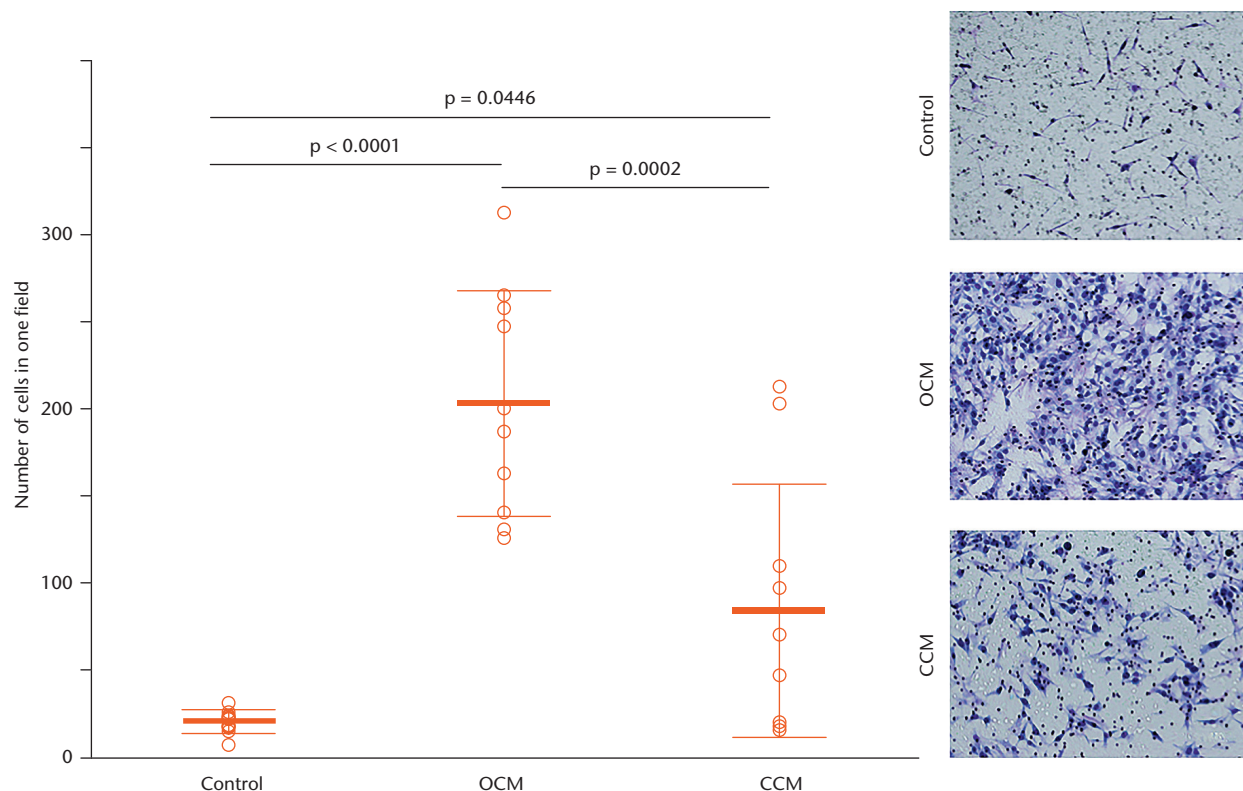 p = 0.0446
p < 0.0001
p = 0.0002
Number of cells in one field
300
200
100
0
Control
OCM
CCM
Control
OCM
CCM